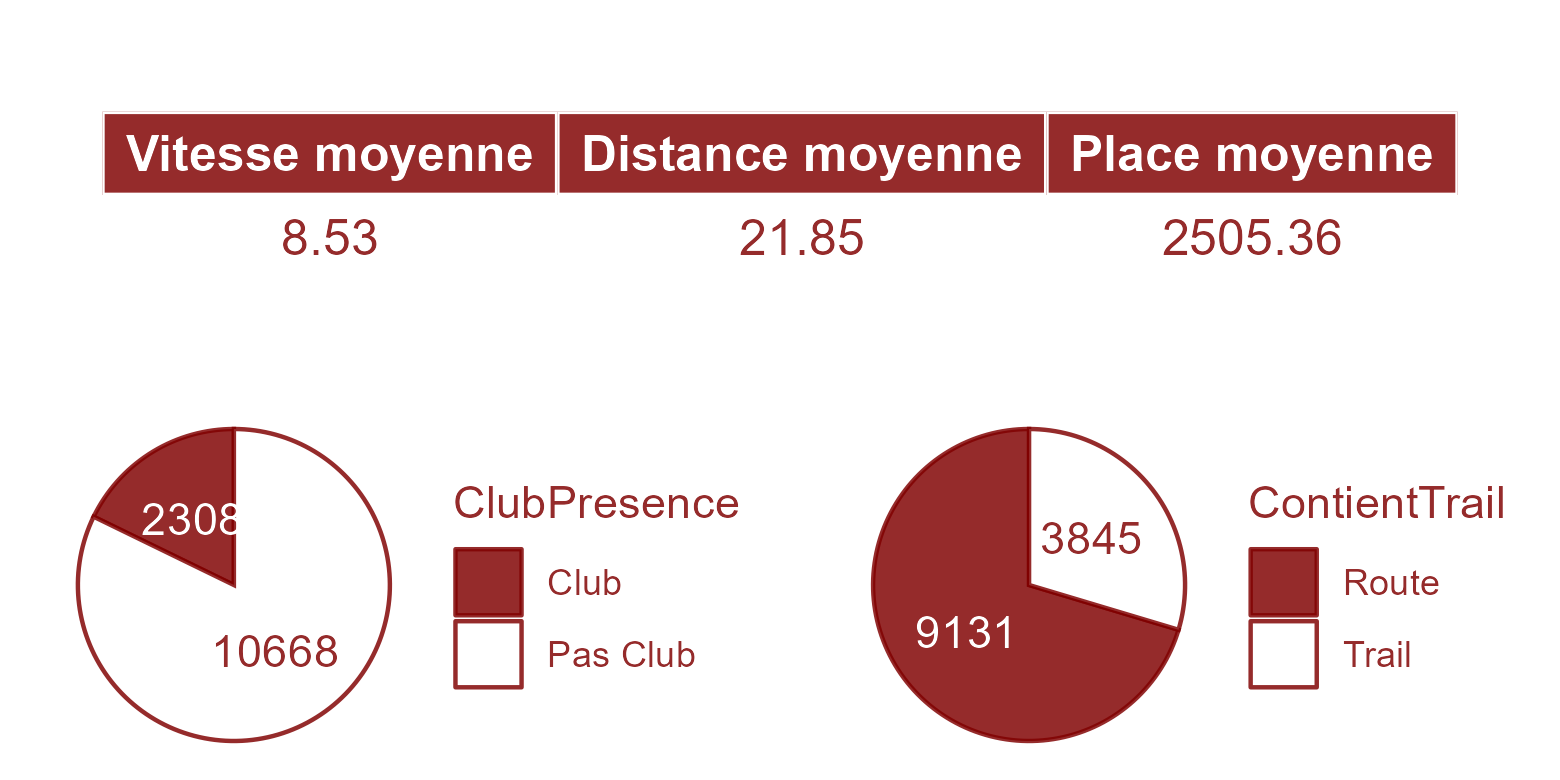 Vitesse moyenne Distance moyenne Place moyenne
8.53 21.85 2505.36
2308
10668
ClubPresence
Club
Pas Club
3845
9131
ContientTrail
Route
Trail